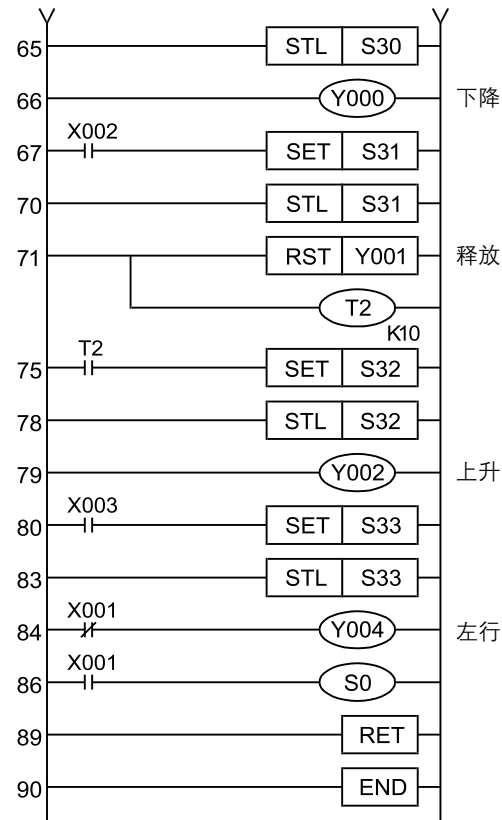 65 STL S30
66 Y000 下降
X002
67 SET S31
70 STL S31
71 RST Y001 释放
T2
K10
T2
75 SET S32
78 STL S32
79 Y002 上升
X003
80 SET S33
83 STL S33
X001
84 Y004 左行
X001
86 S0
89 RET
90 END